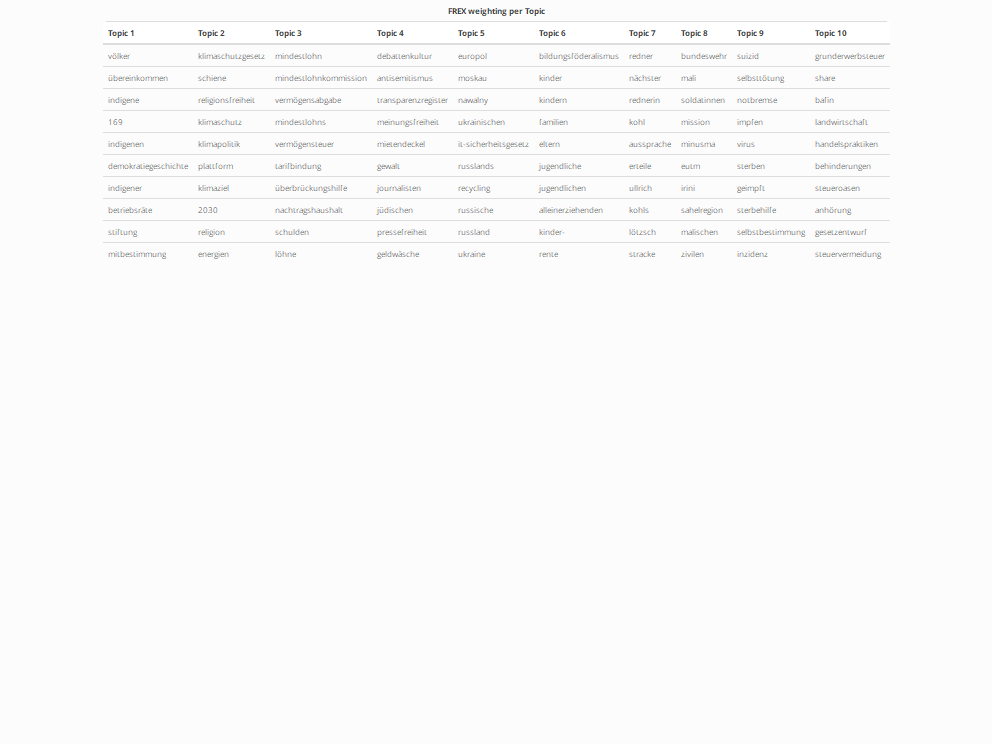 FREX weighting per Topic
Topic 1 Topic 2 Topic 3 Topic 4 Topic 5 Topic 6 Topic 7 Topic 8 Topic 9 Topic 10
völker klimaschutzgesetz mindestlohn debattenkultur europol bildungsföderalismus redner bundeswehr suizid grunderwerbsteuer
übereinkommen schiene mindestlohnkommission antisemitismus moskau kinder nächster mali selbsttötung share
indigene religionsfreiheit vermögensabgabe transparenzregister nawalny kindern rednerin soldatinnen notbremse bafin
169 klimaschutz mindestlohns meinungsfreiheit ukrainischen familien kohl mission impfen landwirtschaft
indigenen klimapolitik vermögensteuer mietendeckel it-sicherheitsgesetz eltern aussprache minusma virus handelspraktiken
demokratiegeschichte plattform tarifbindung gewalt russlands jugendliche erteile eutm sterben behinderungen
indigener klimaziel überbrückungshilfe journalisten recycling jugendlichen ullrich irini geimpft steueroasen
betriebsräte 2030 nachtragshaushalt jüdischen russische alleinerziehenden kohls sahelregion sterbehilfe anhörung
stiftung religion schulden pressefreiheit russland kinder- lötzsch malischen selbstbestimmung gesetzentwurf
mitbestimmung energien löhne geldwäsche ukraine rente stracke zivilen inzidenz steuervermeidung